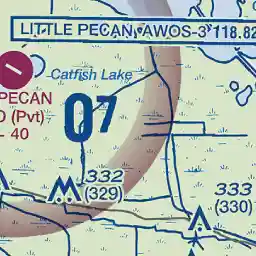 LITTLE PECAN, AWOS-3 118.82
Catfish Lake
PECAN
O (Pvt)
- 40
07
332
(329)
333
(330)